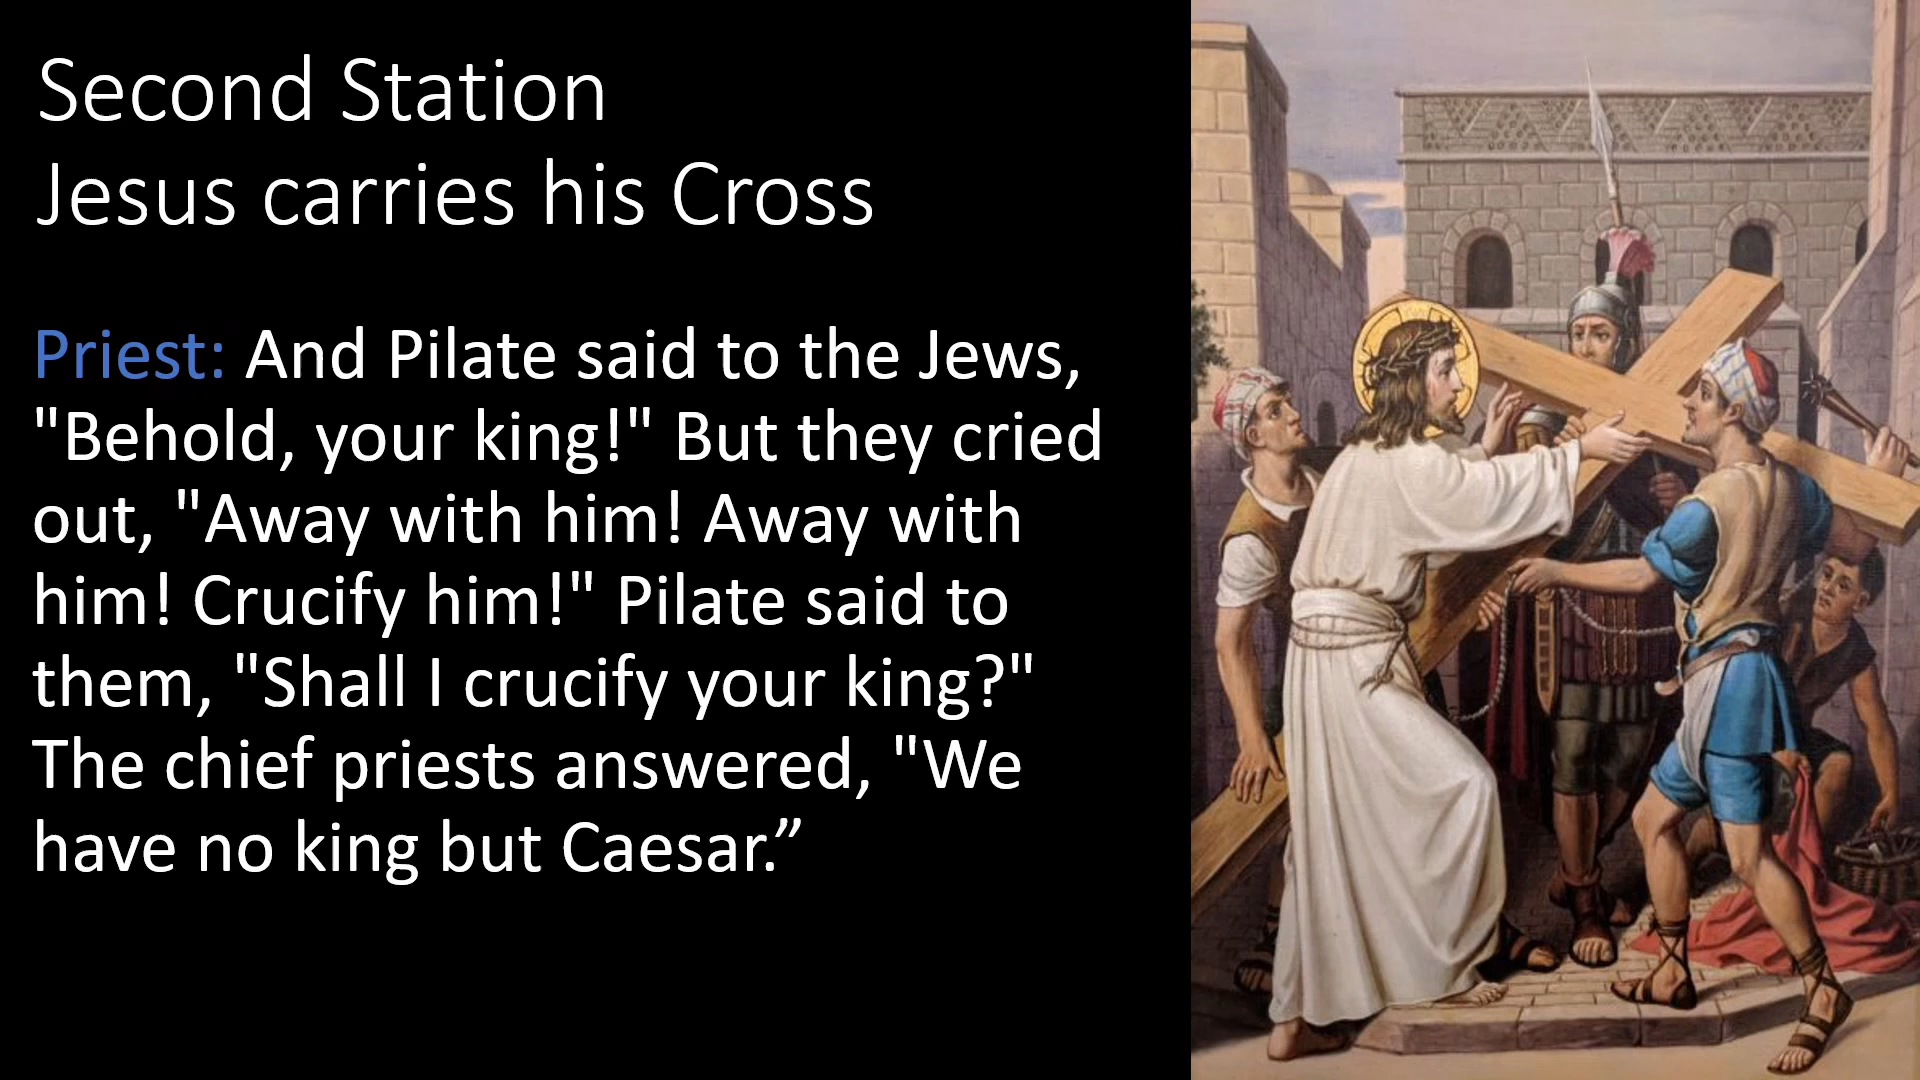 Second Station
Jesus carries his Cross
Priest: And Pilate said to the Jews,
"Behold, your king!" But they cried
out, "Away with him! Away with
him! Crucify him!" Pilate said to
them, "Shall I crucify your king?"
The chief priests answered, "We
have no king but Caesar.”